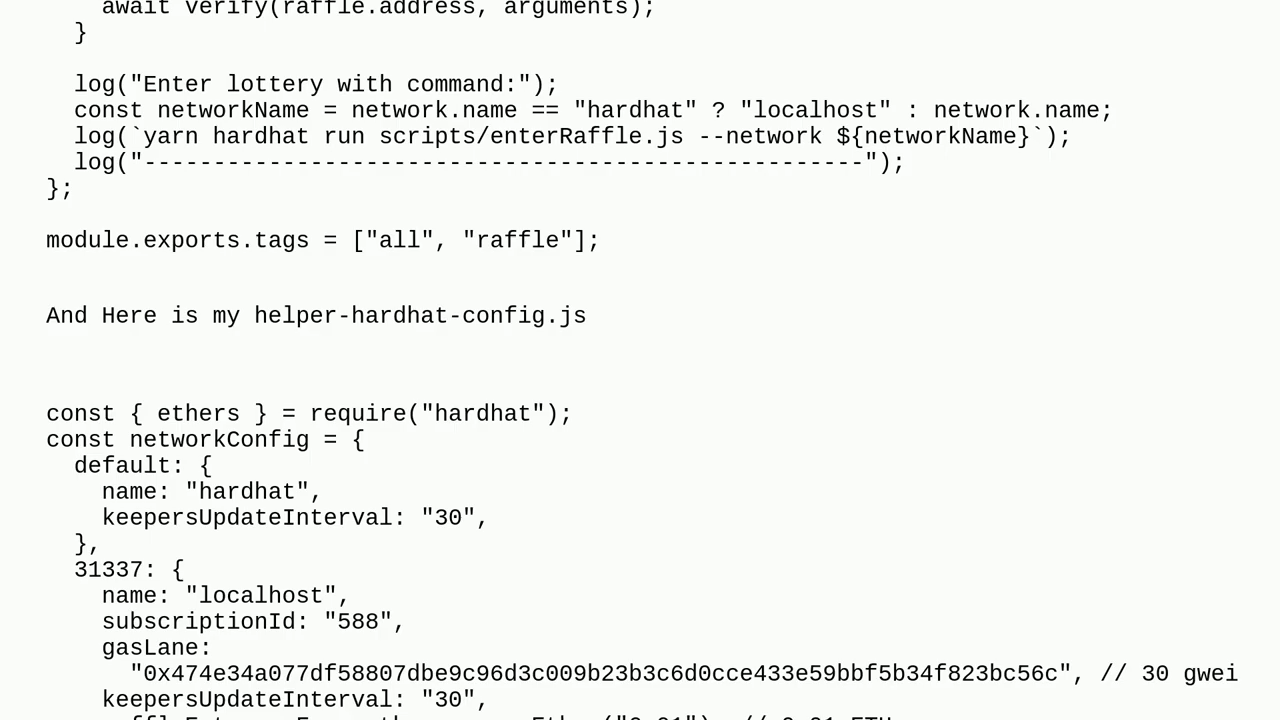 await verify(raffle.address, arguments);
}
log("Enter lottery with command:");
const networkName = network.name == "hardhat" ? "localhost" : network.name;
log(`yarn hardhat run scripts/enterRaffle.js --network ${networkName}`);
log("----------------------------------------------------");
};
module.exports.tags = ["all", "raffle"];
And Here is my helper-hardhat-config.js
const { ethers } = require("hardhat");
const networkConfig = {
default: {
name: "hardhat",
keepersUpdateInterval: "30",
},
31337: {
name: "localhost",
subscriptionId: "588",
gasLane:
"0x474e34a077df58807dbe9c96d3c009b23b3c6d0cce433e59bbf5b34f823bc56c", // 30 gwei
keepersUpdateInterval: "30",